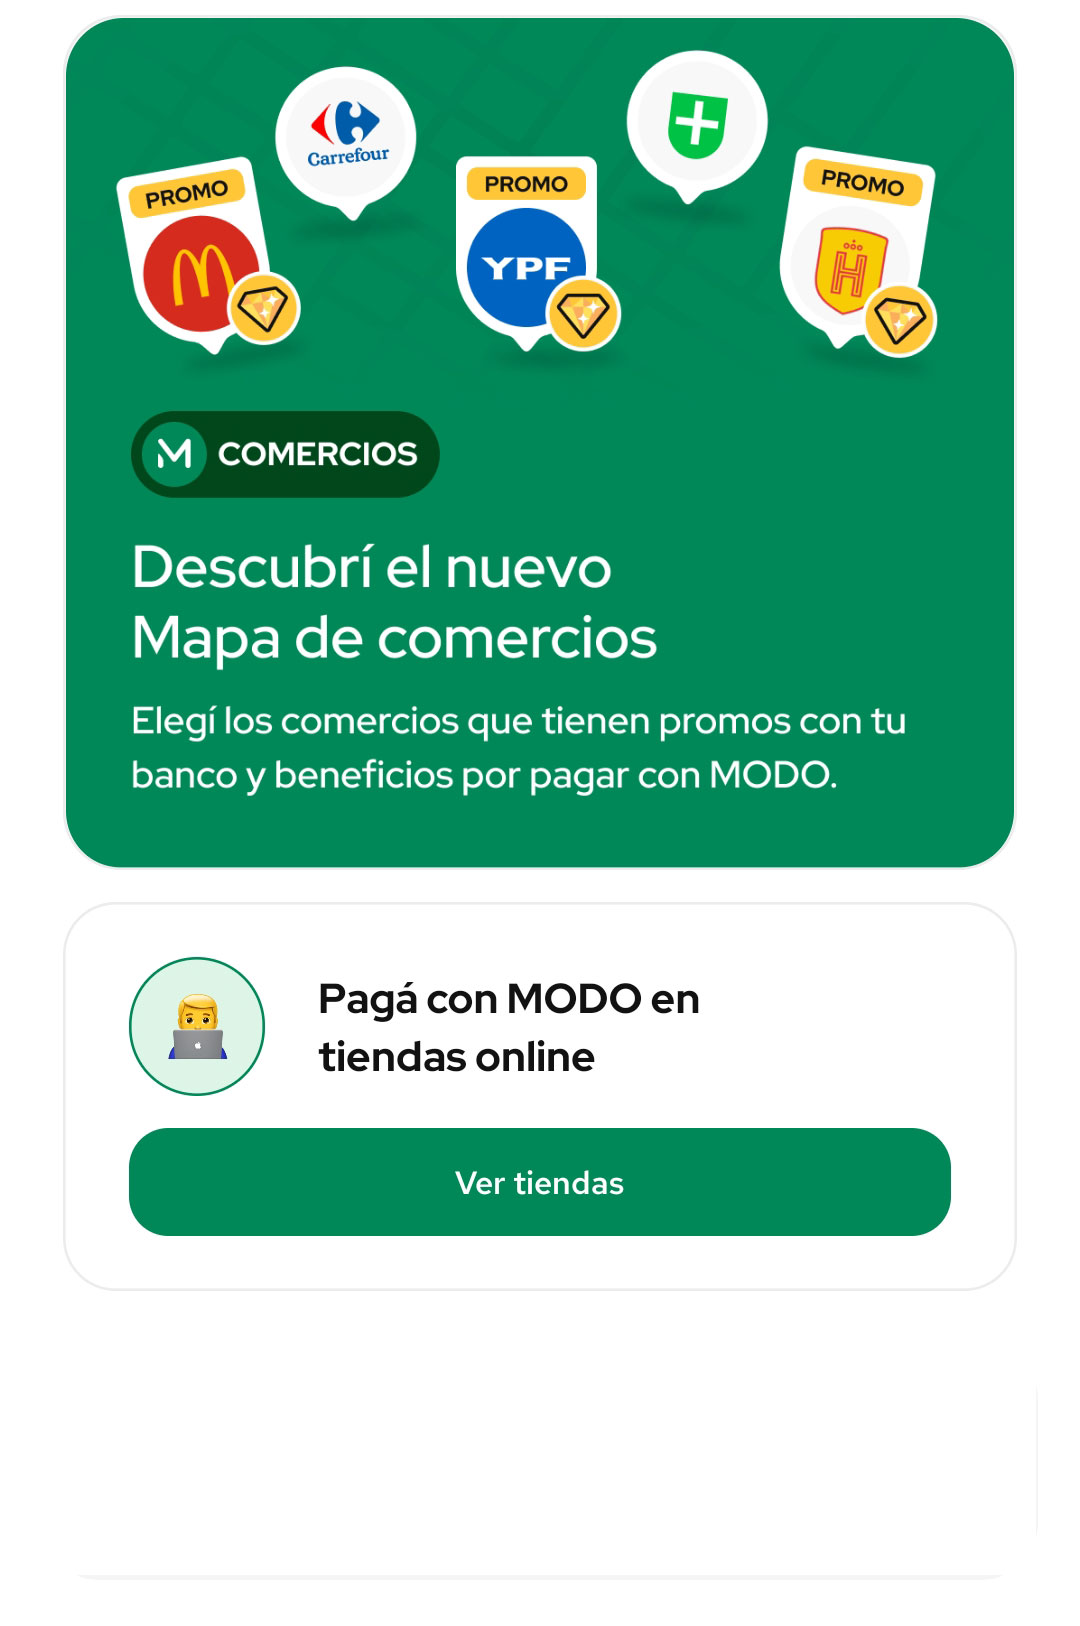 Carrefour
PROMO
PROMO
PROMO
YPF
H
COMERCIOS
Descubrí el nuevo
Mapa de comercios
Elegí los comercios que tienen promos con tu
banco y beneficios por pagar con MODO.
Pagá con MODO en
tiendas online
Ver tiendas